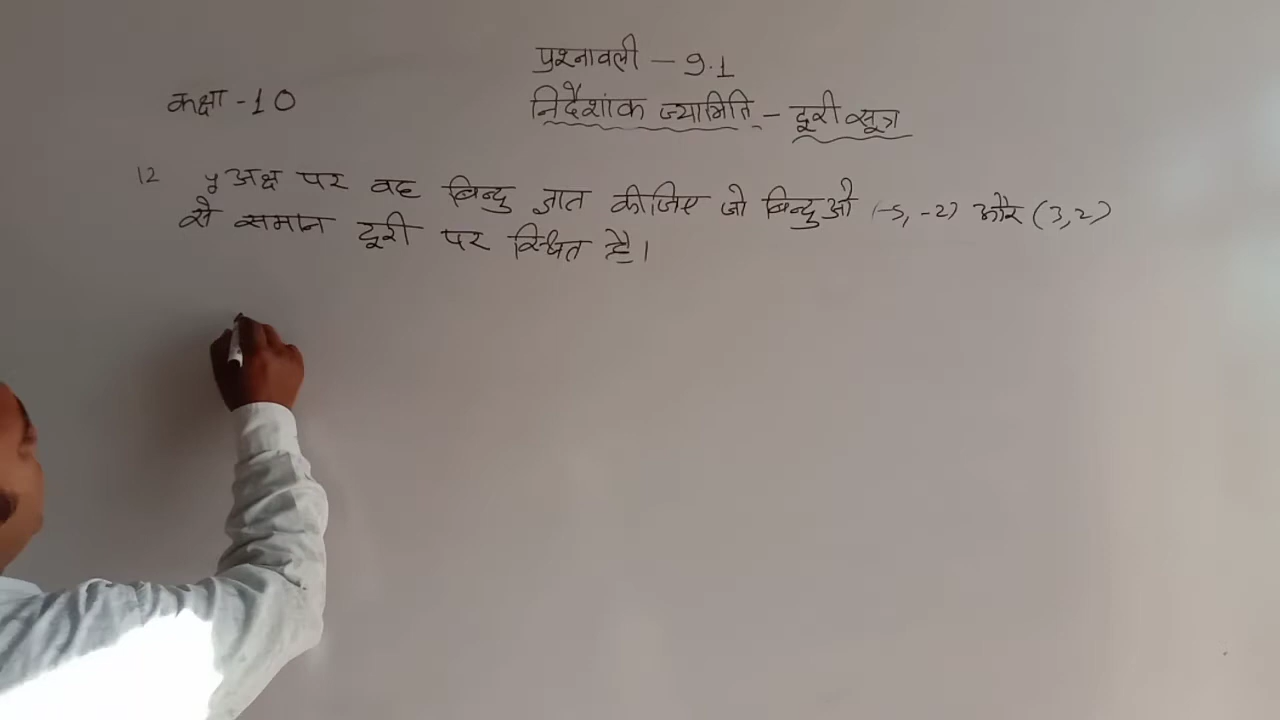 प्रश्नावली - 9.1
कक्षा - 10
निर्देशांक ज्यामिति - दूरी सूत्र
12 y अक्ष पर वह बिन्दु ज्ञात कीजिए जो बिन्दुओ (-5, -2) और (3,2)
से समान दूरी पर स्थित है।